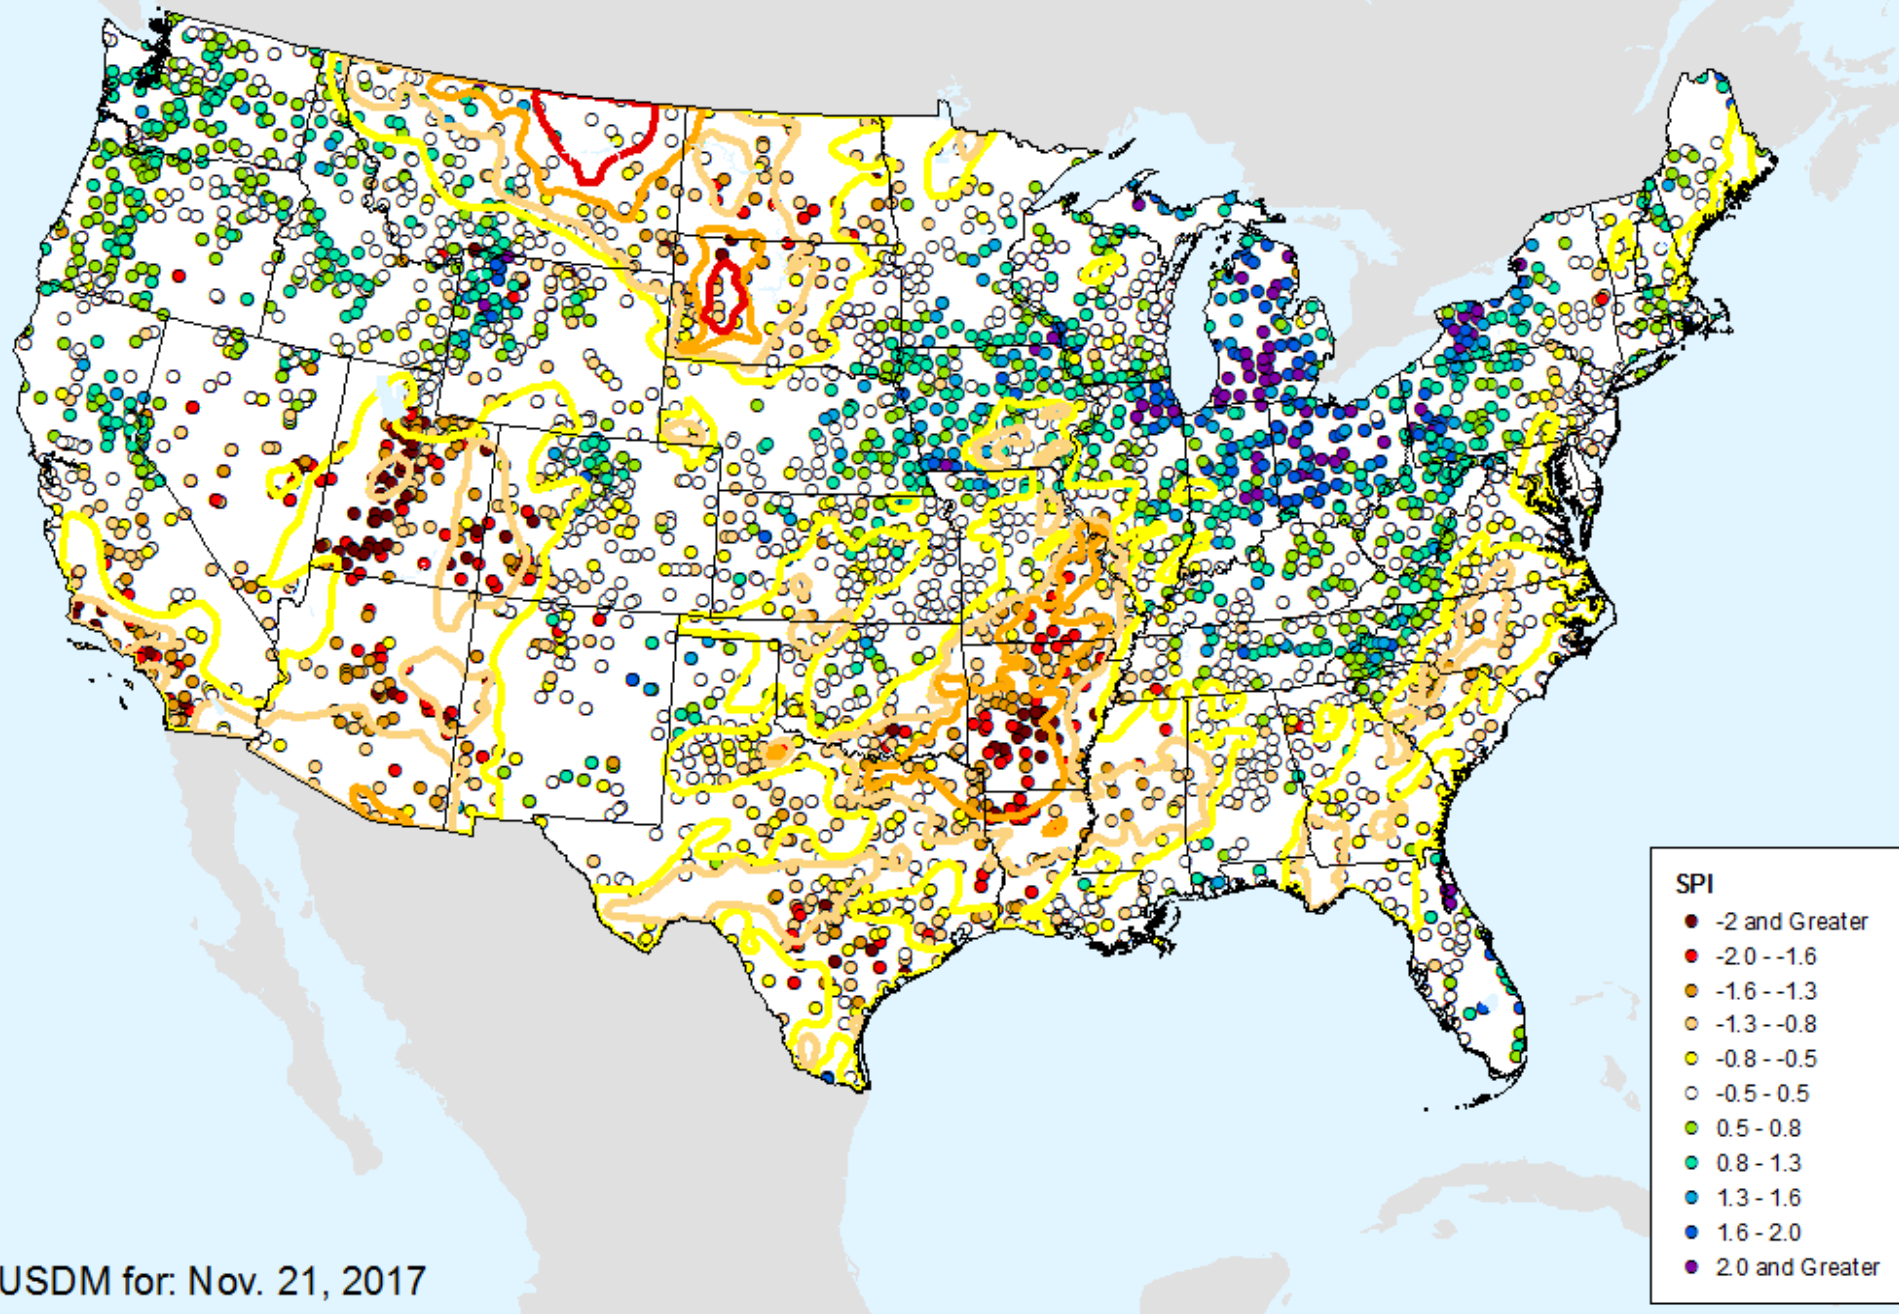 SPI
-2 and Greater
-2.0 - -1.6
-1.6 - -1.3
-1.3 - -0.8
-0.8 - -0.5
-0.5 - 0.5
0.5 - 0.8
0.8 - 1.3
1.3 - 1.6
1.6 - 2.0
2.0 and Greater
USDM for: Nov. 21, 2017